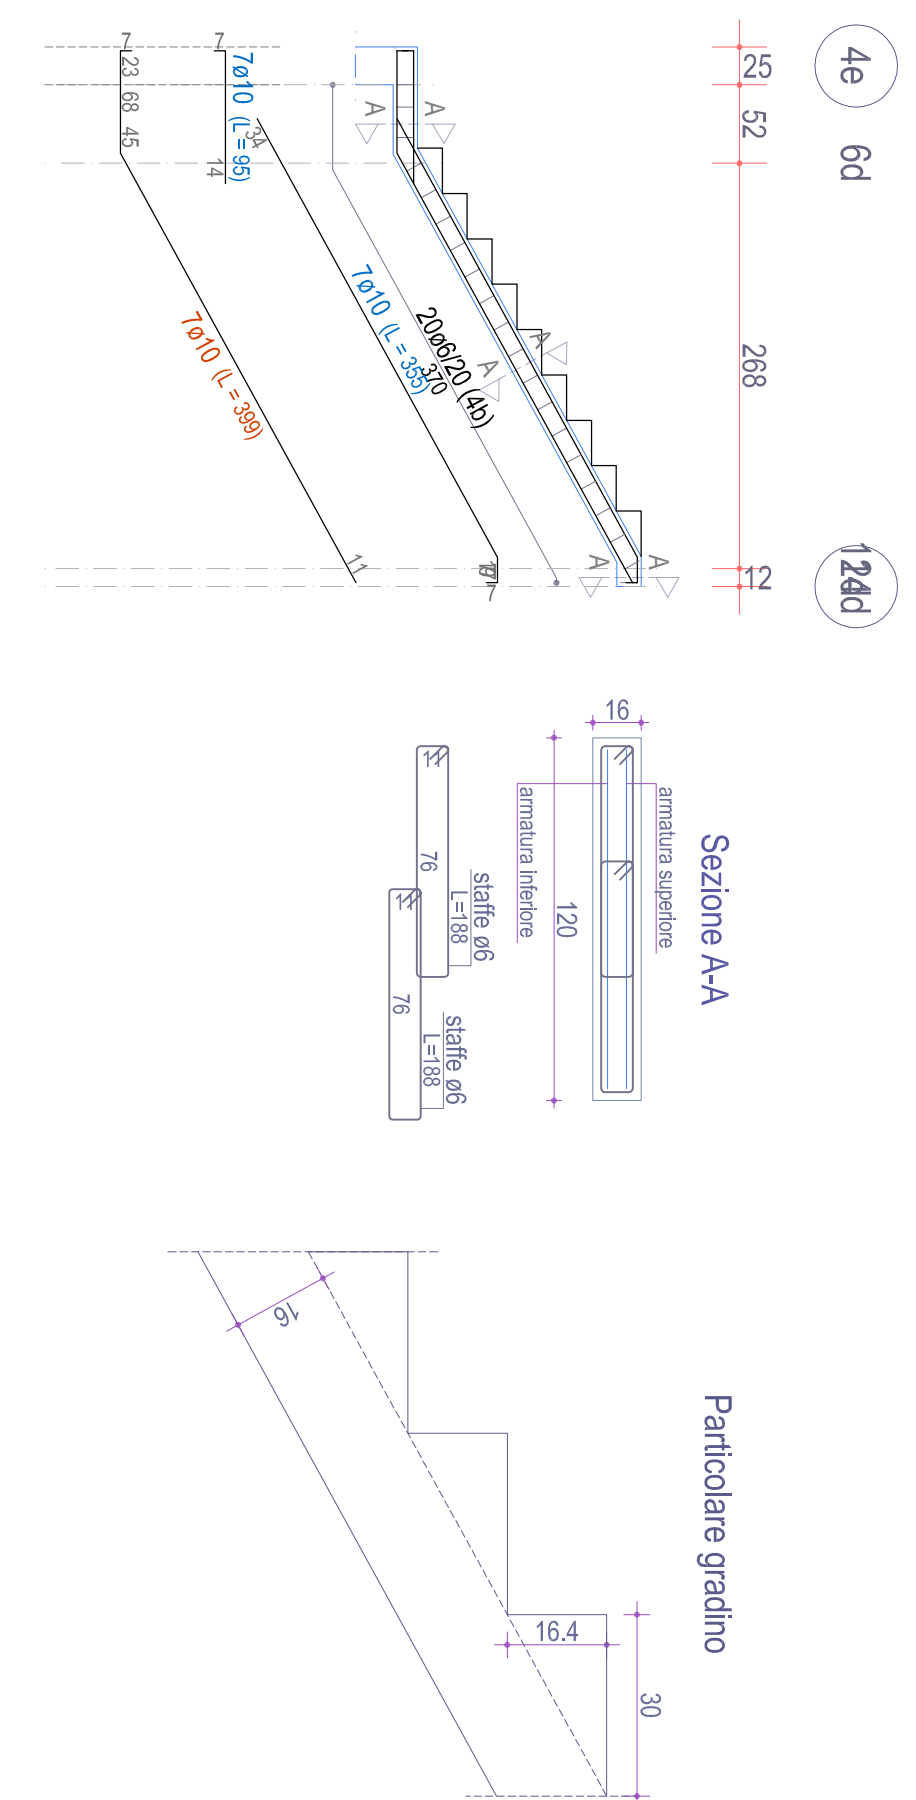 4e
6d
25
52
268
12
A
A
A
A
A
A
7
23
68
45
7
14
34
7ø10 (L = 95)
7ø10 (L = 355)
20ø6/20 (4b)
370
7ø10 (L = 399)
11
7
Sezione A-A
16
120
armatura superiore
armatura inferiore
11
76
staffe ø6
L=188
11
76
staffe ø6
L=188
Particolare gradino
16
16.4
30